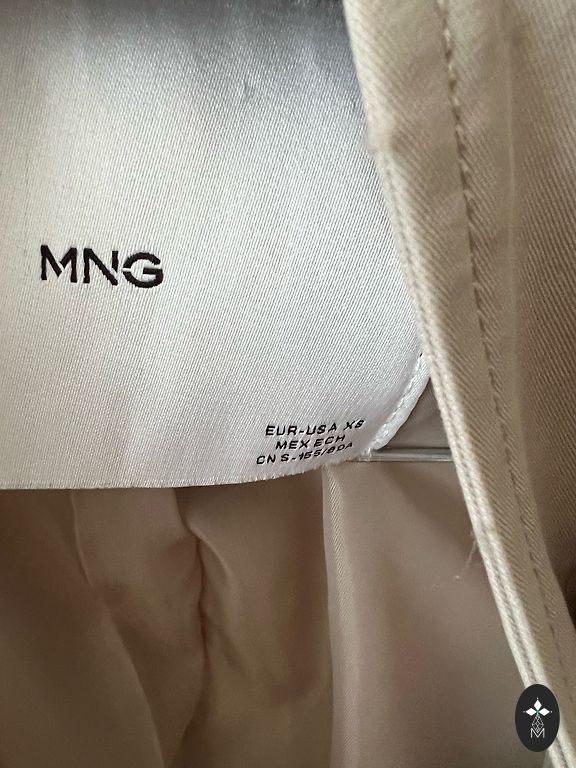 MNG
EUR-USA XS
MEX ECH
CN S-155/80A
M